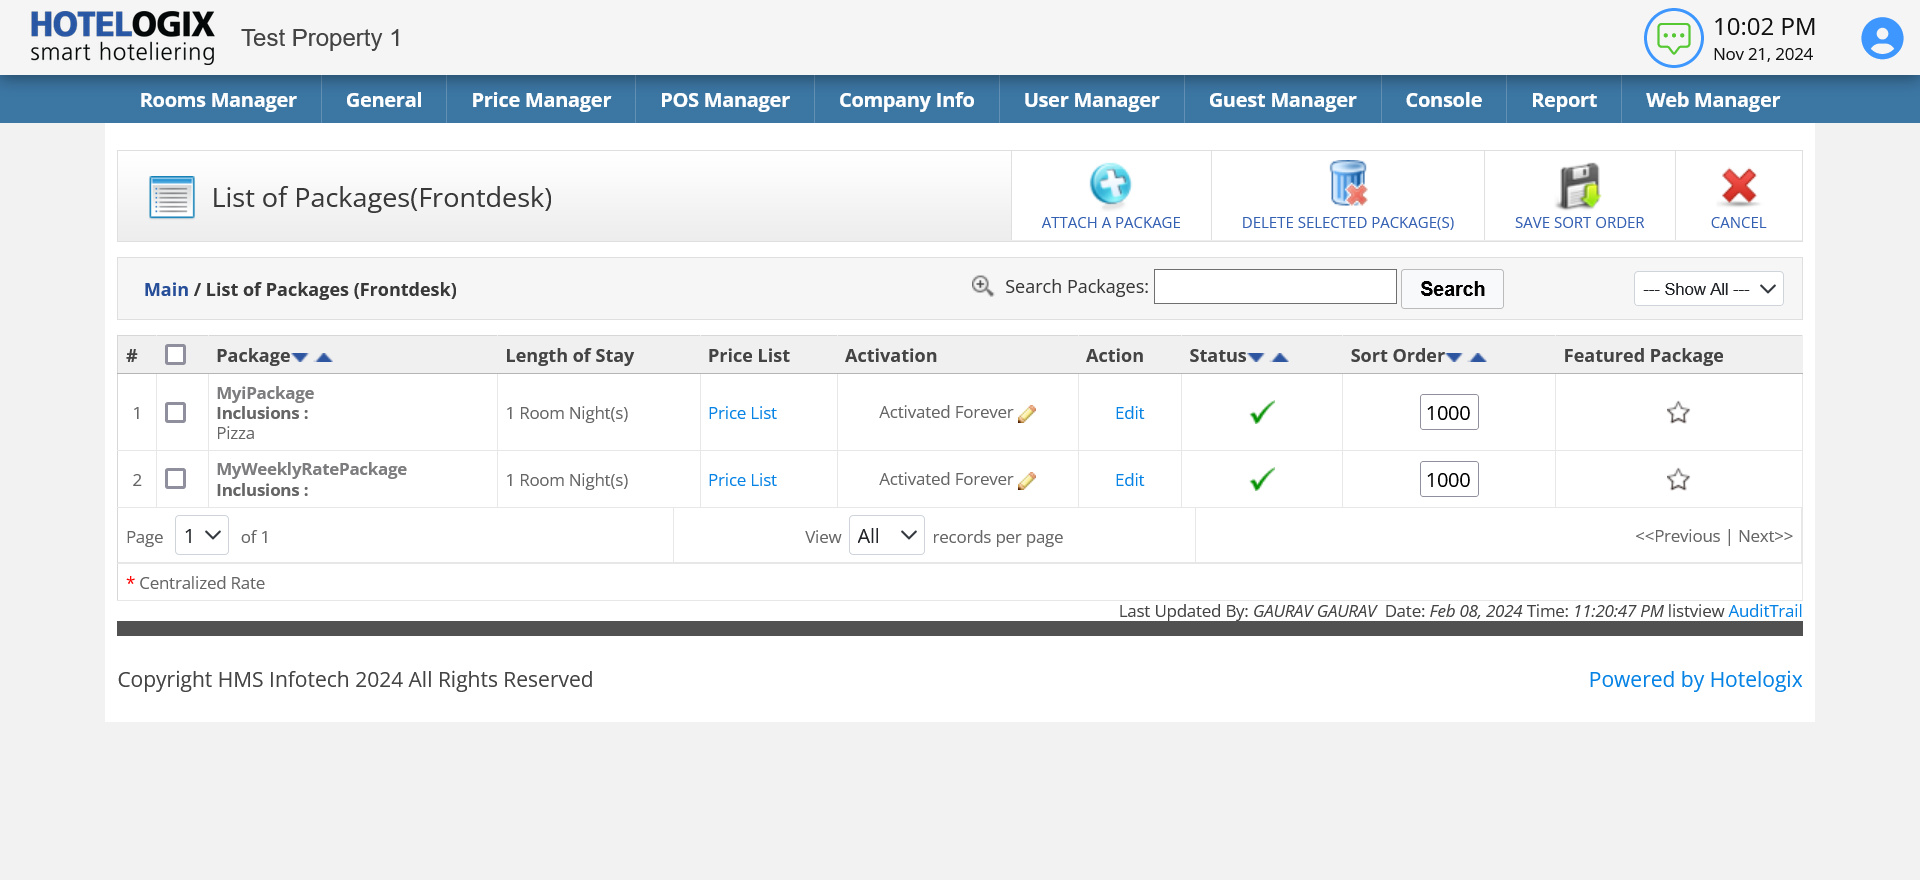 HOTELOGIX
smart hoteliering
Test Property 1
10:02 PM
Nov 21, 2024
Rooms Manager
General
Price Manager
POS Manager
Company Info
User Manager
Guest Manager
Console
Report
Web Manager
List of Packages(Frontdesk)
ATTACH A PACKAGE
DELETE SELECTED PACKAGE(S)
SAVE SORT ORDER
CANCEL
Main / List of Packages (Frontdesk)
Search Packages:
Search
--- Show All ---
# Package Length of Stay Price List Activation Action Status Sort Order Featured Package
1
MyiPackage
Inclusions :
Pizza
1 Room Night(s)
Price List
Activated Forever
Edit
1000
2
MyWeeklyRatePackage
Inclusions :
1 Room Night(s)
Price List
Activated Forever
Edit
1000
Page 1 of 1
View All records per page
<<Previous | Next>>
* Centralized Rate
Last Updated By: GAURAV GAURAV Date: Feb 08, 2024 Time: 11:20:47 PM listview AuditTrail
Copyright HMS Infotech 2024 All Rights Reserved
Powered by Hotelogix